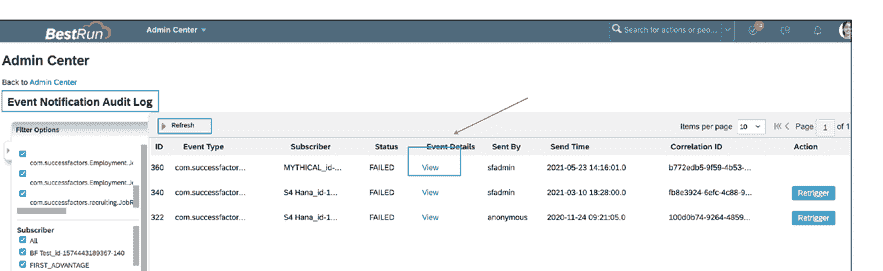 BestRun
Admin Center
Search for actions or peo...
Admin Center
Back to Admin Center
Event Notification Audit Log
Filter Options
com.successfactors.Employment.Jo
com.successfactors.Employment.Jo
com.successfactors.recruiting.JobR
Subscriber
All
BF Test_id-1574443189367-140
FIRST_ADVANTAGE
Refresh
Items per page 10 Page 1 of 1
ID Event Type Subscriber Status Event Details Sent By Send Time Correlation ID Action
360 com.successfactor... MYTHICAL_id-... FAILED View sfadmin 2021-05-23 14:16:01.0 b772edb5-9f59-4b53-...
340 com.successfactor... S4 Hana_id-1... FAILED View sfadmin 2021-03-10 18:28:00.0 fb8e3924-6efc-4c88-9... Retrigger
322 com.successfactor... S4 Hana_id-1... FAILED View anonymous 2020-11-24 09:21:05.0 100d0b74-9264-4859... Retrigger